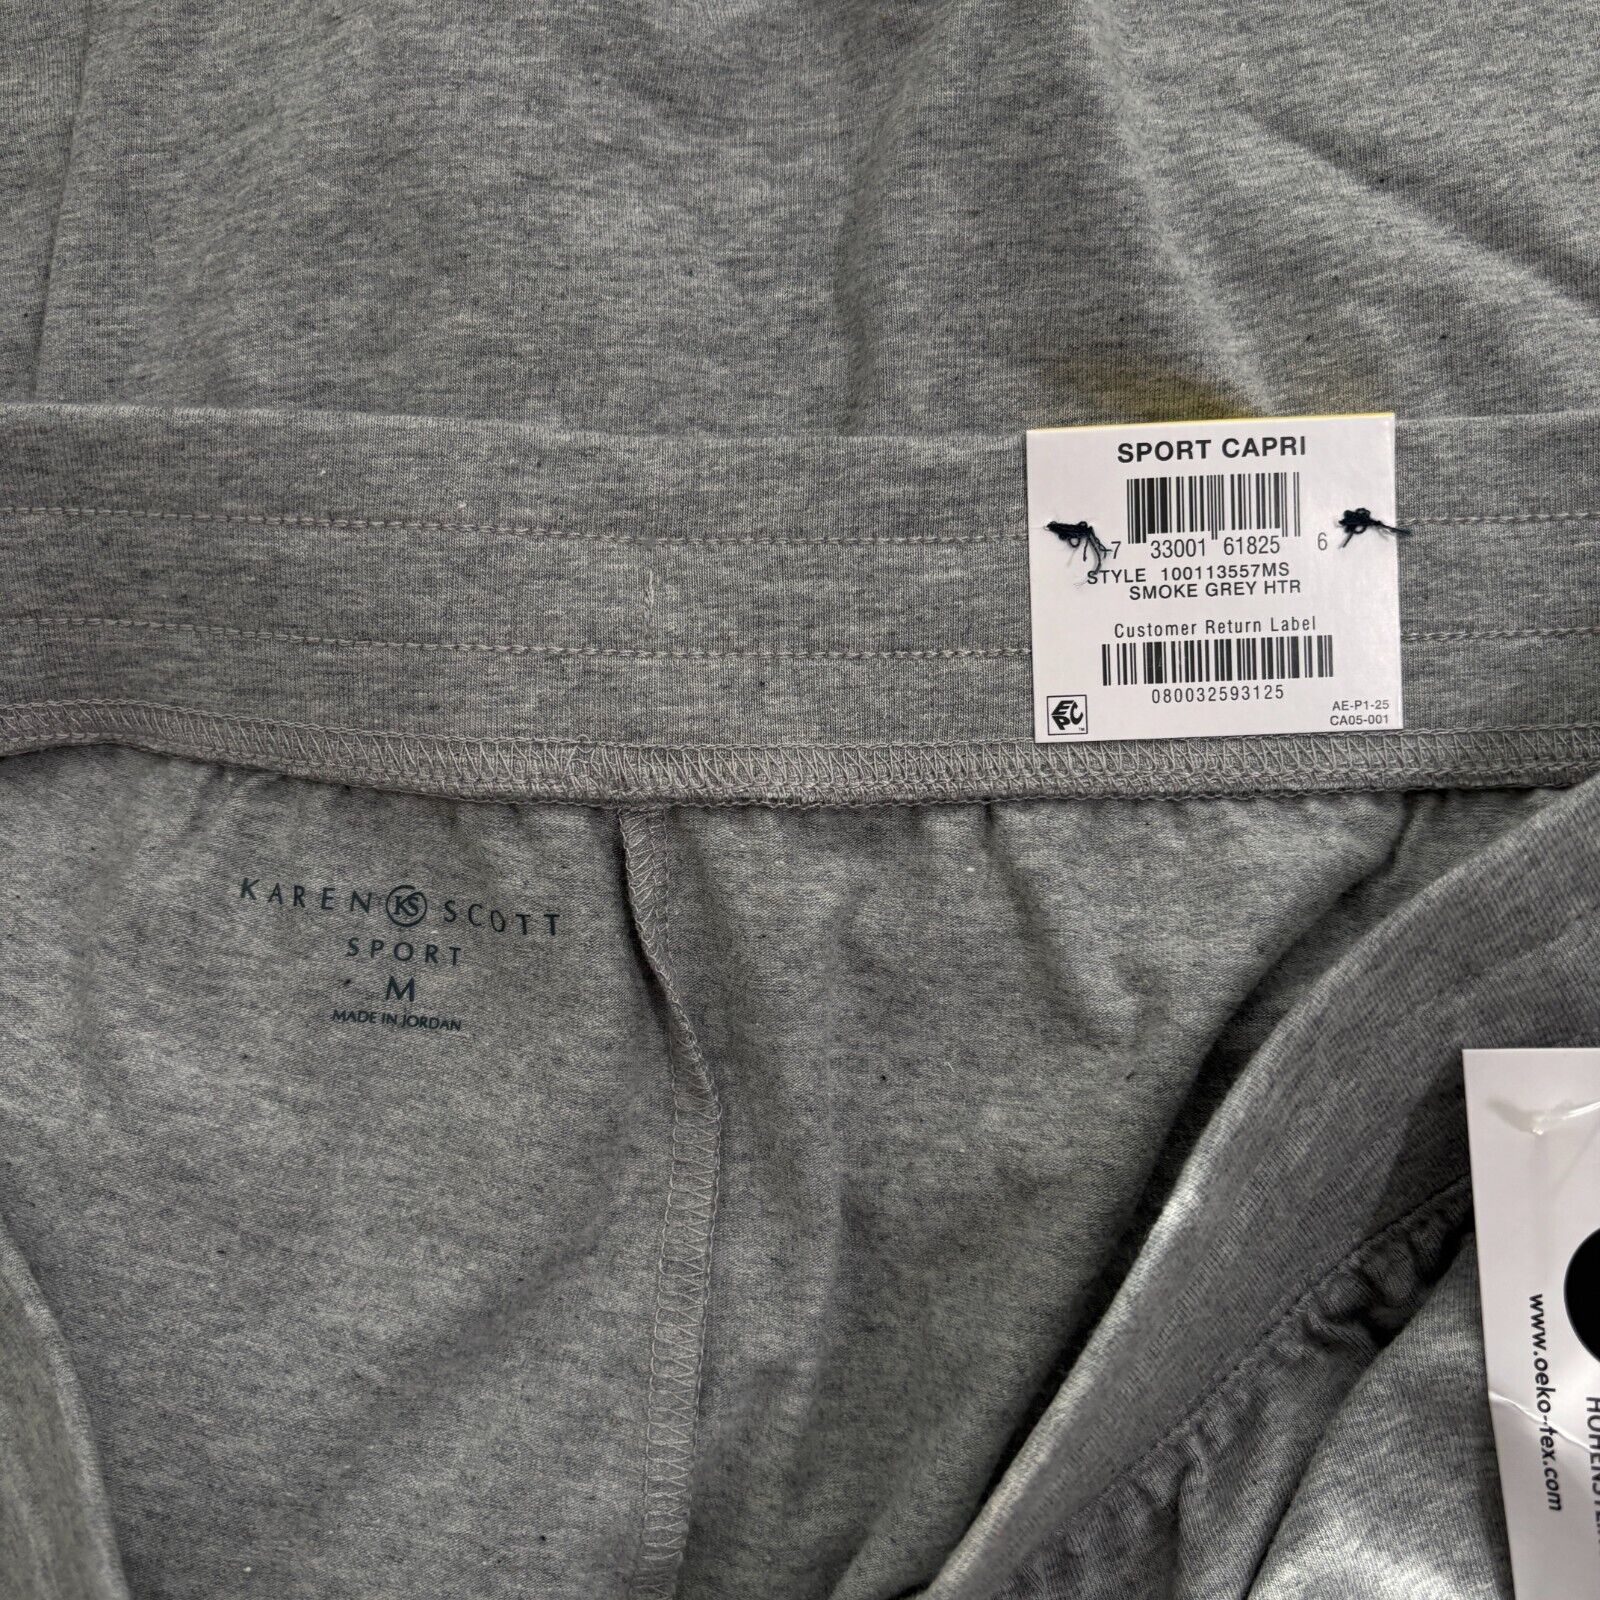 SPORT CAPRI
7 33001 61825 6
STYLE 100113557MS
SMOKE GREY HTR
Customer Return Label
080032593125
EPC
AE-P1-25
CA05-001
KAREN KS SCOTT
SPORT
M
MADE IN JORDAN
www.oeko-tex.com